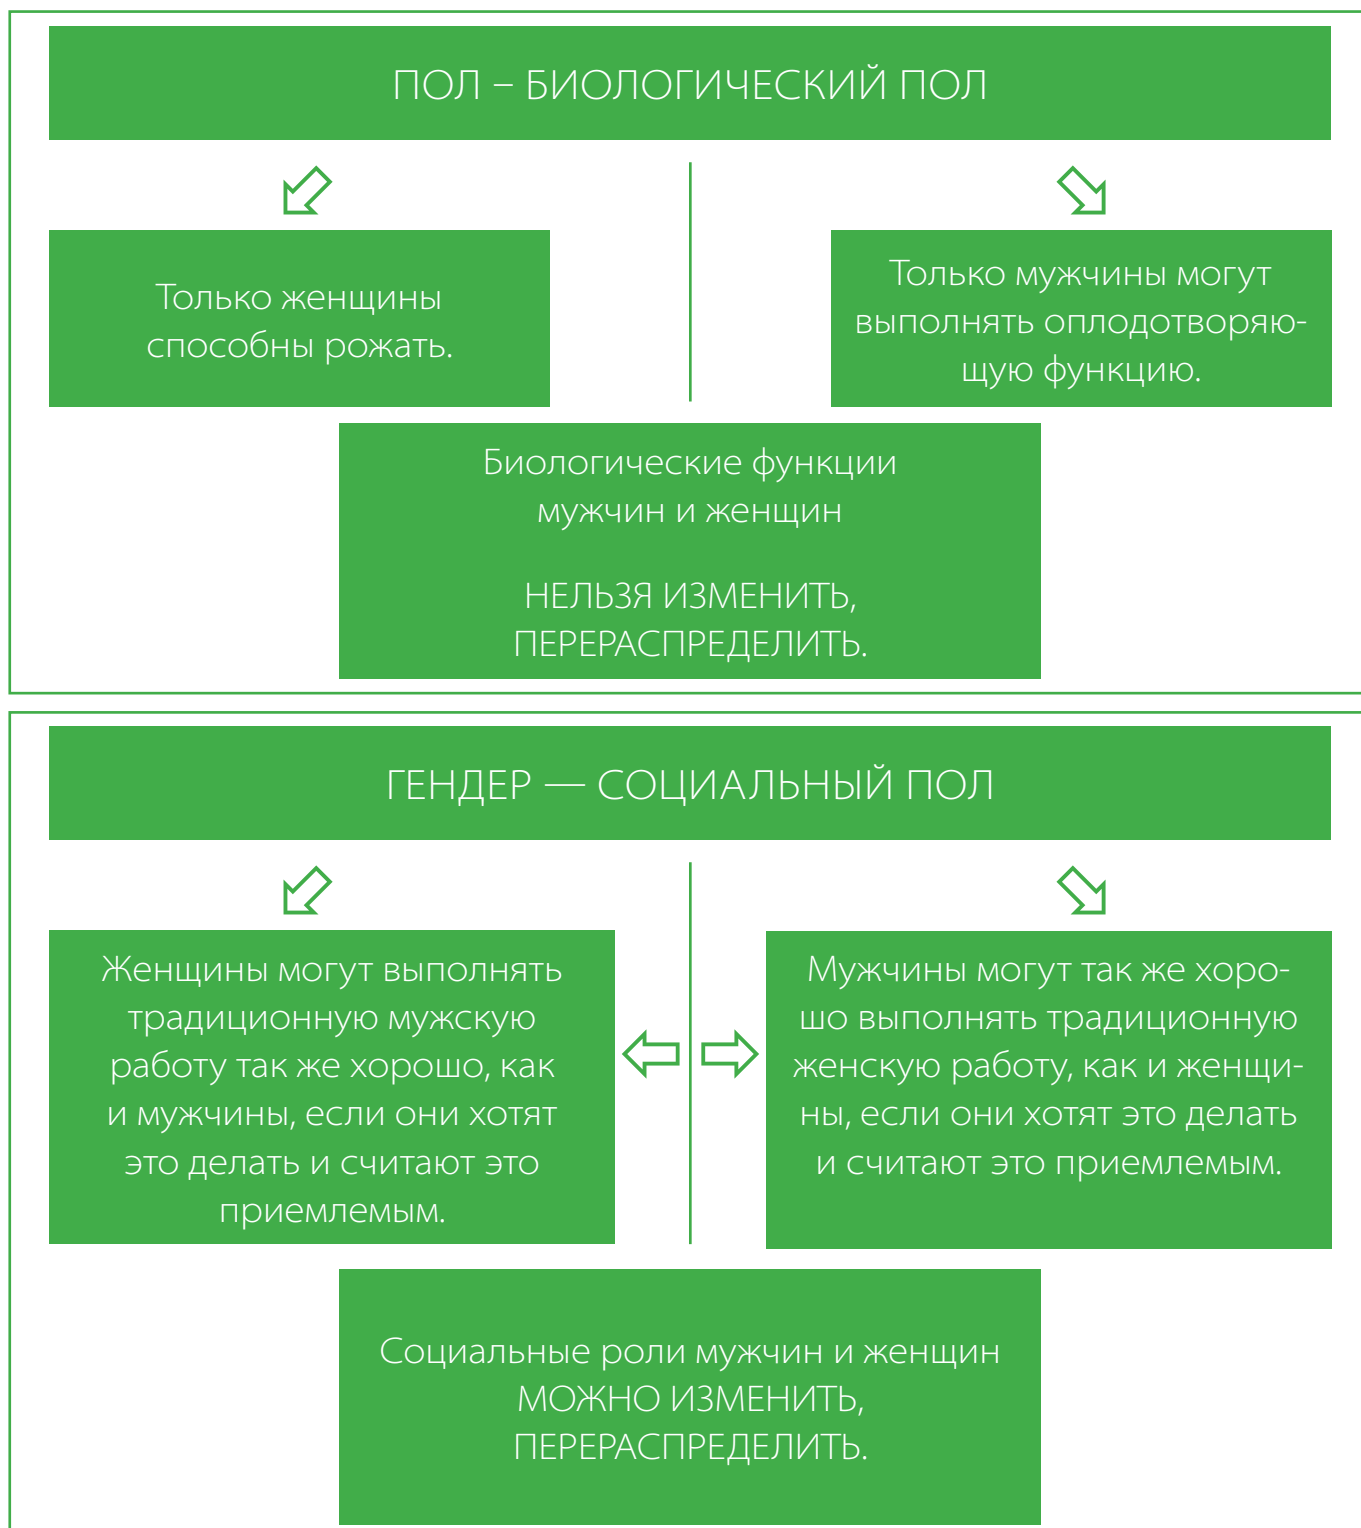 ПОЛ – БИОЛОГИЧЕСКИЙ ПОЛ
Только женщины
способны рожать.
Только мужчины могут
выполнять оплодотворяю-
щую функцию.
Биологические функции
мужчин и женщин
НЕЛЬЗЯ ИЗМЕНИТЬ,
ПЕРЕРАСПРЕДЕЛИТЬ.
ГЕНДЕР — СОЦИАЛЬНЫЙ ПОЛ
Женщины могут выполнять
традиционную мужскую
работу так же хорошо, как
и мужчины, если они хотят
это делать и считают это
приемлемым.
Мужчины могут так же хоро-
шо выполнять традиционную
женскую работу, как и женщи-
ны, если они хотят это делать
и считают это приемлемым.
Социальные роли мужчин и женщин
МОЖНО ИЗМЕНИТЬ,
ПЕРЕРАСПРЕДЕЛИТЬ.